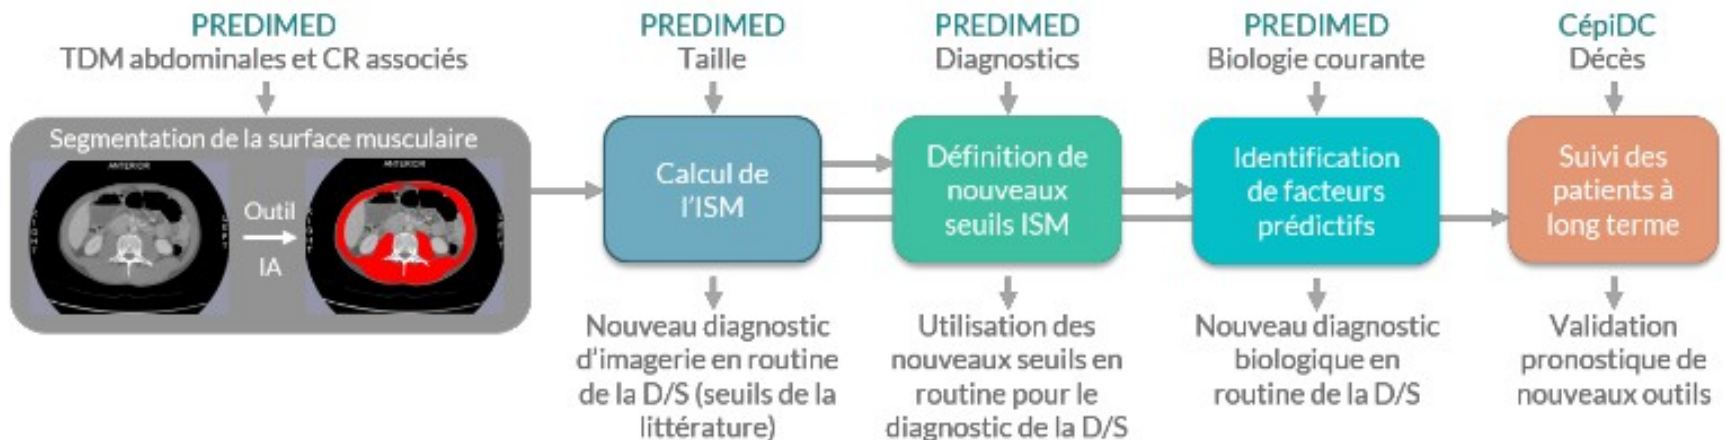 PREDIMED
TDM abdominales et CR associés
Segmentation de la surface musculaire
ANTERIOR
ANTERIOR
Outil
IA
PREDIMED
Taille
Calcul de
l'ISM
Nouveau diagnostic
d'imagerie en routine
de la D/S (seuils de la
littérature)
PREDIMED
Diagnostics
Définition de
nouveaux
seuils ISM
Utilisation des
nouveaux seuils en
routine pour le
diagnostic de la D/S
PREDIMED
Biologie courante
Identification
de facteurs
prédictifs
Nouveau diagnostic
biologique en
routine de la D/S
CépiDC
Décès
Suivi des
patients à
long terme
Validation
pronostique de
nouveaux outils